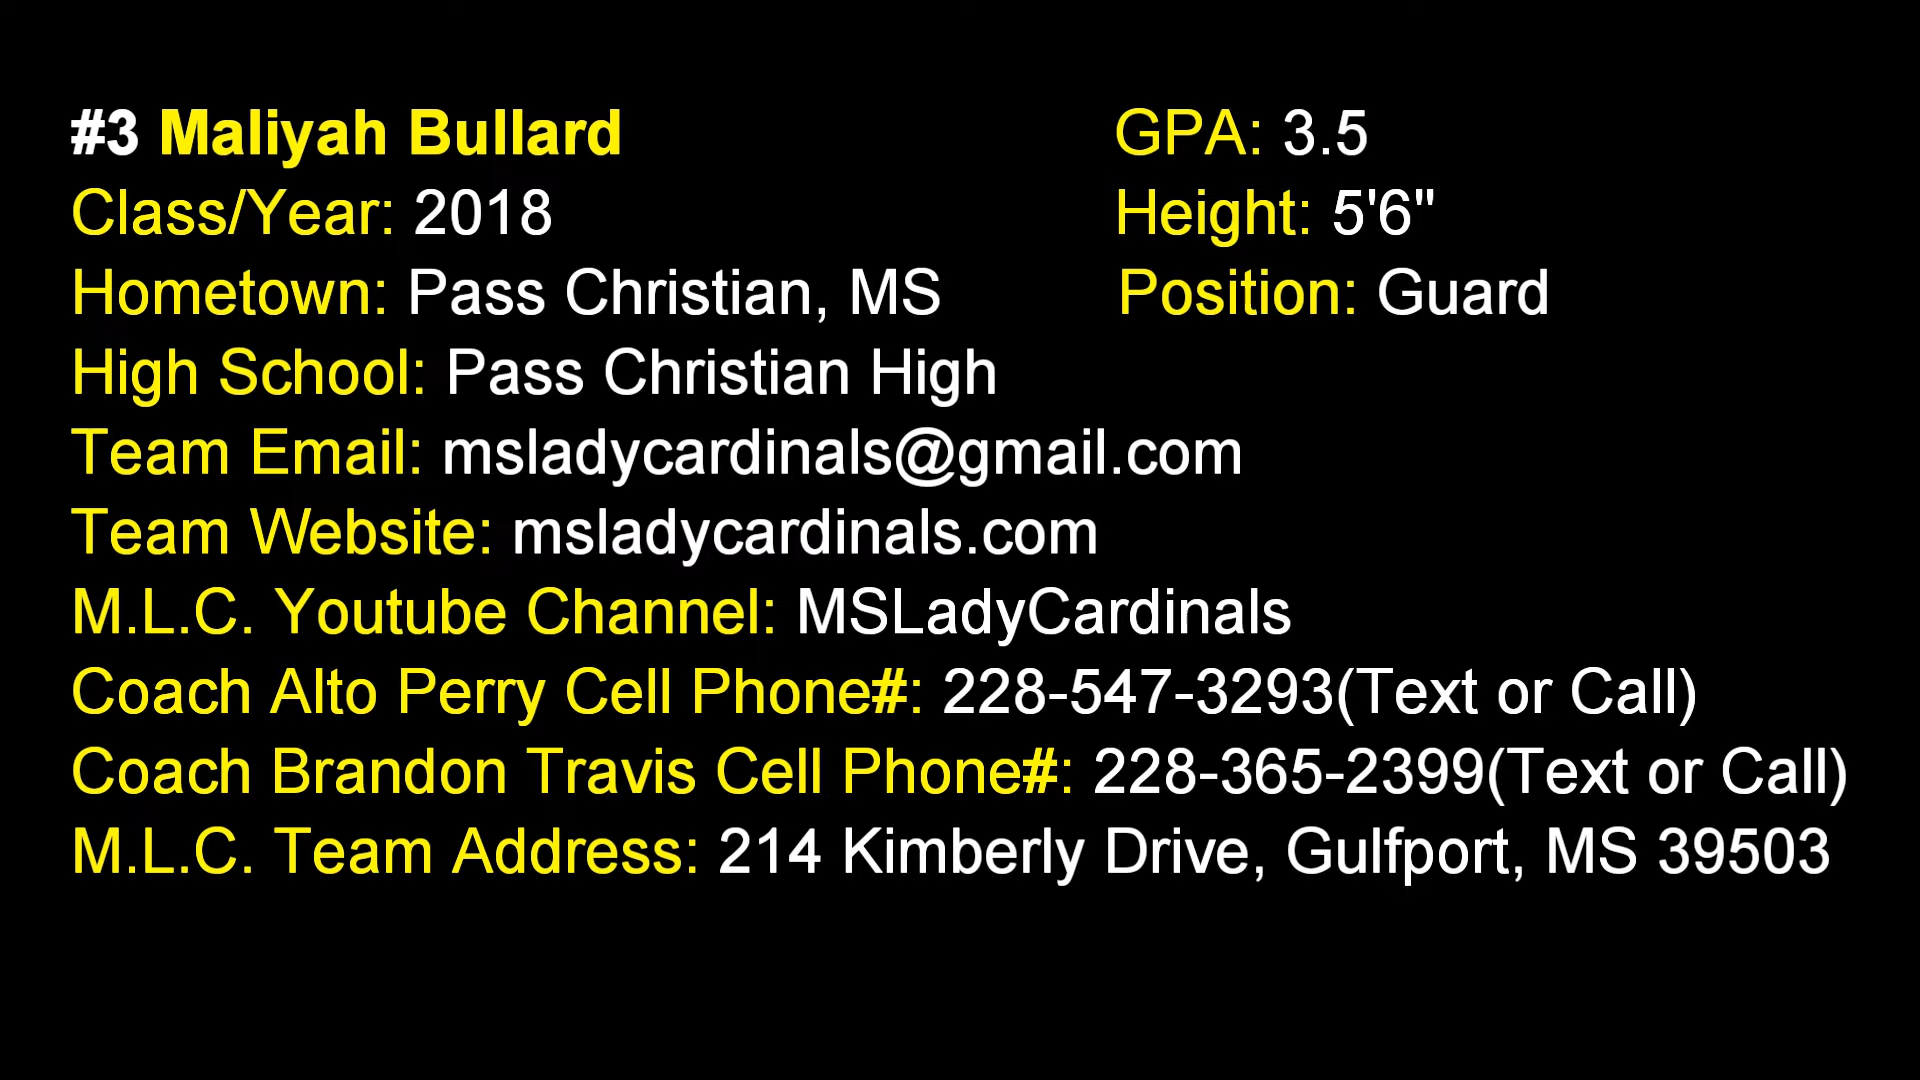 #3 Maliyah Bullard
GPA: 3.5
Class/Year: 2018
Height: 5'6"
Hometown: Pass Christian, MS
Position: Guard
High School: Pass Christian High
Team Email: msladycardinals@gmail.com
Team Website: msladycardinals.com
M.L.C. Youtube Channel: MSLadyCardinals
Coach Alto Perry Cell Phone#: 228-547-3293(Text or Call)
Coach Brandon Travis Cell Phone#: 228-365-2399(Text or Call)
M.L.C. Team Address: 214 Kimberly Drive, Gulfport, MS 39503